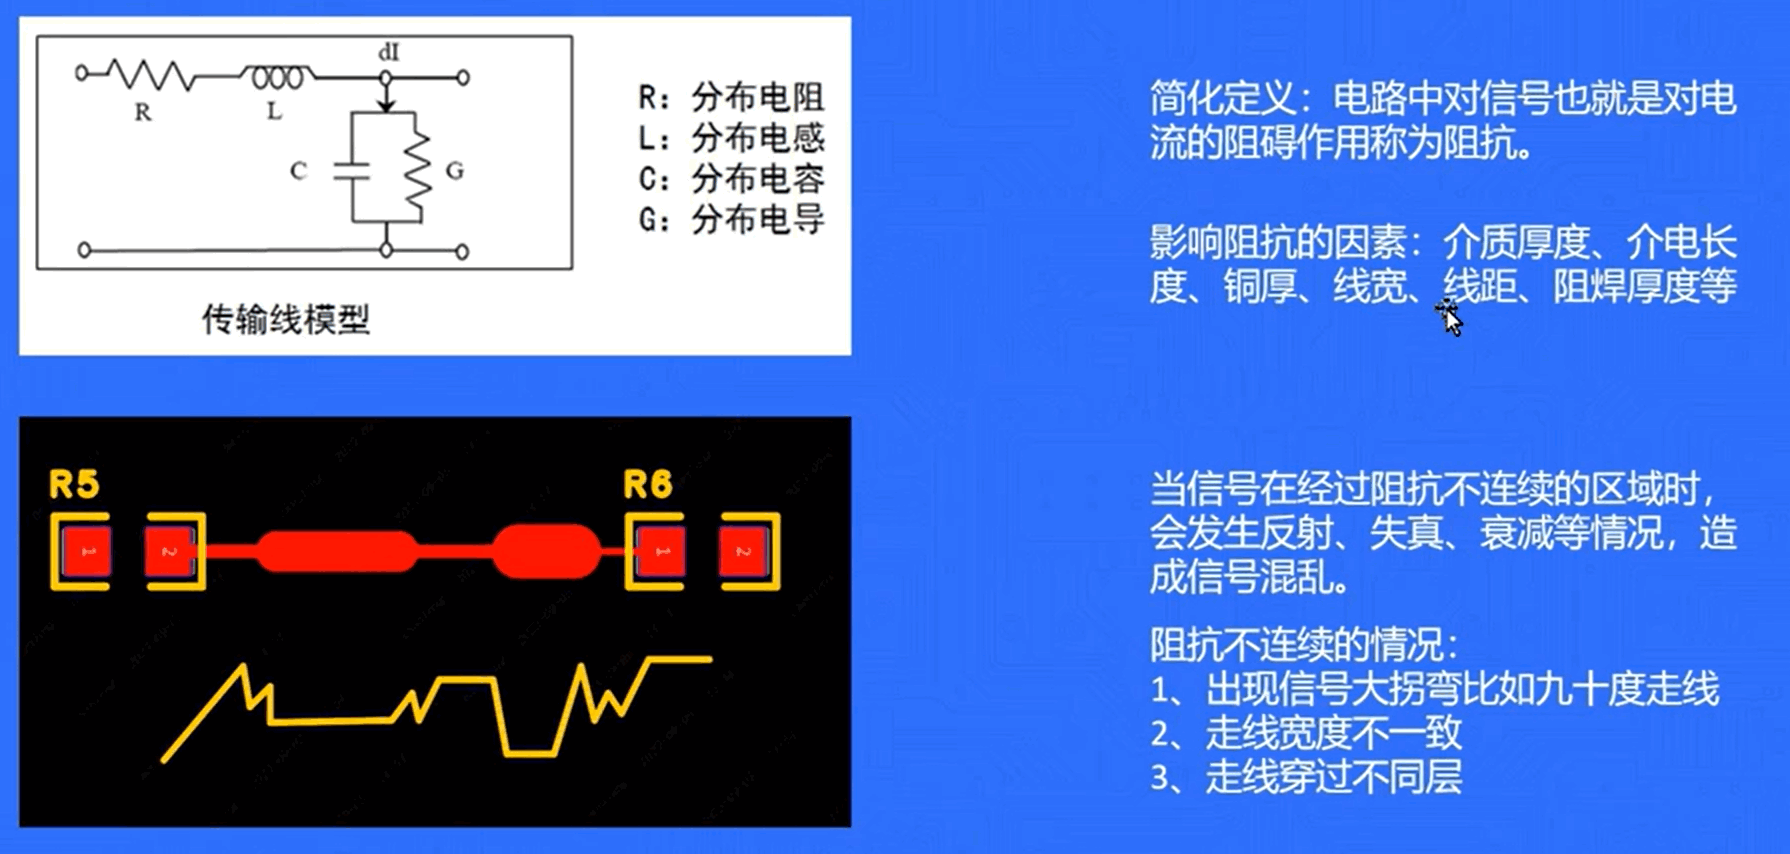 dI
R
L
C
G
R：分布电阻
L：分布电感
C：分布电容
G：分布电导
传输线模型
简化定义：电路中对信号也就是对电
流的阻碍作用称为阻抗。
影响阻抗的因素：介质厚度、介电长
度、铜厚、线宽、线距、阻焊厚度等
R5
R6
1
2
1
2
当信号在经过阻抗不连续的区域时，
会发生反射、失真、衰减等情况，造
成信号混乱。
阻抗不连续的情况：
1、出现信号大拐弯比如九十度走线
2、走线宽度不一致
3、走线穿过不同层